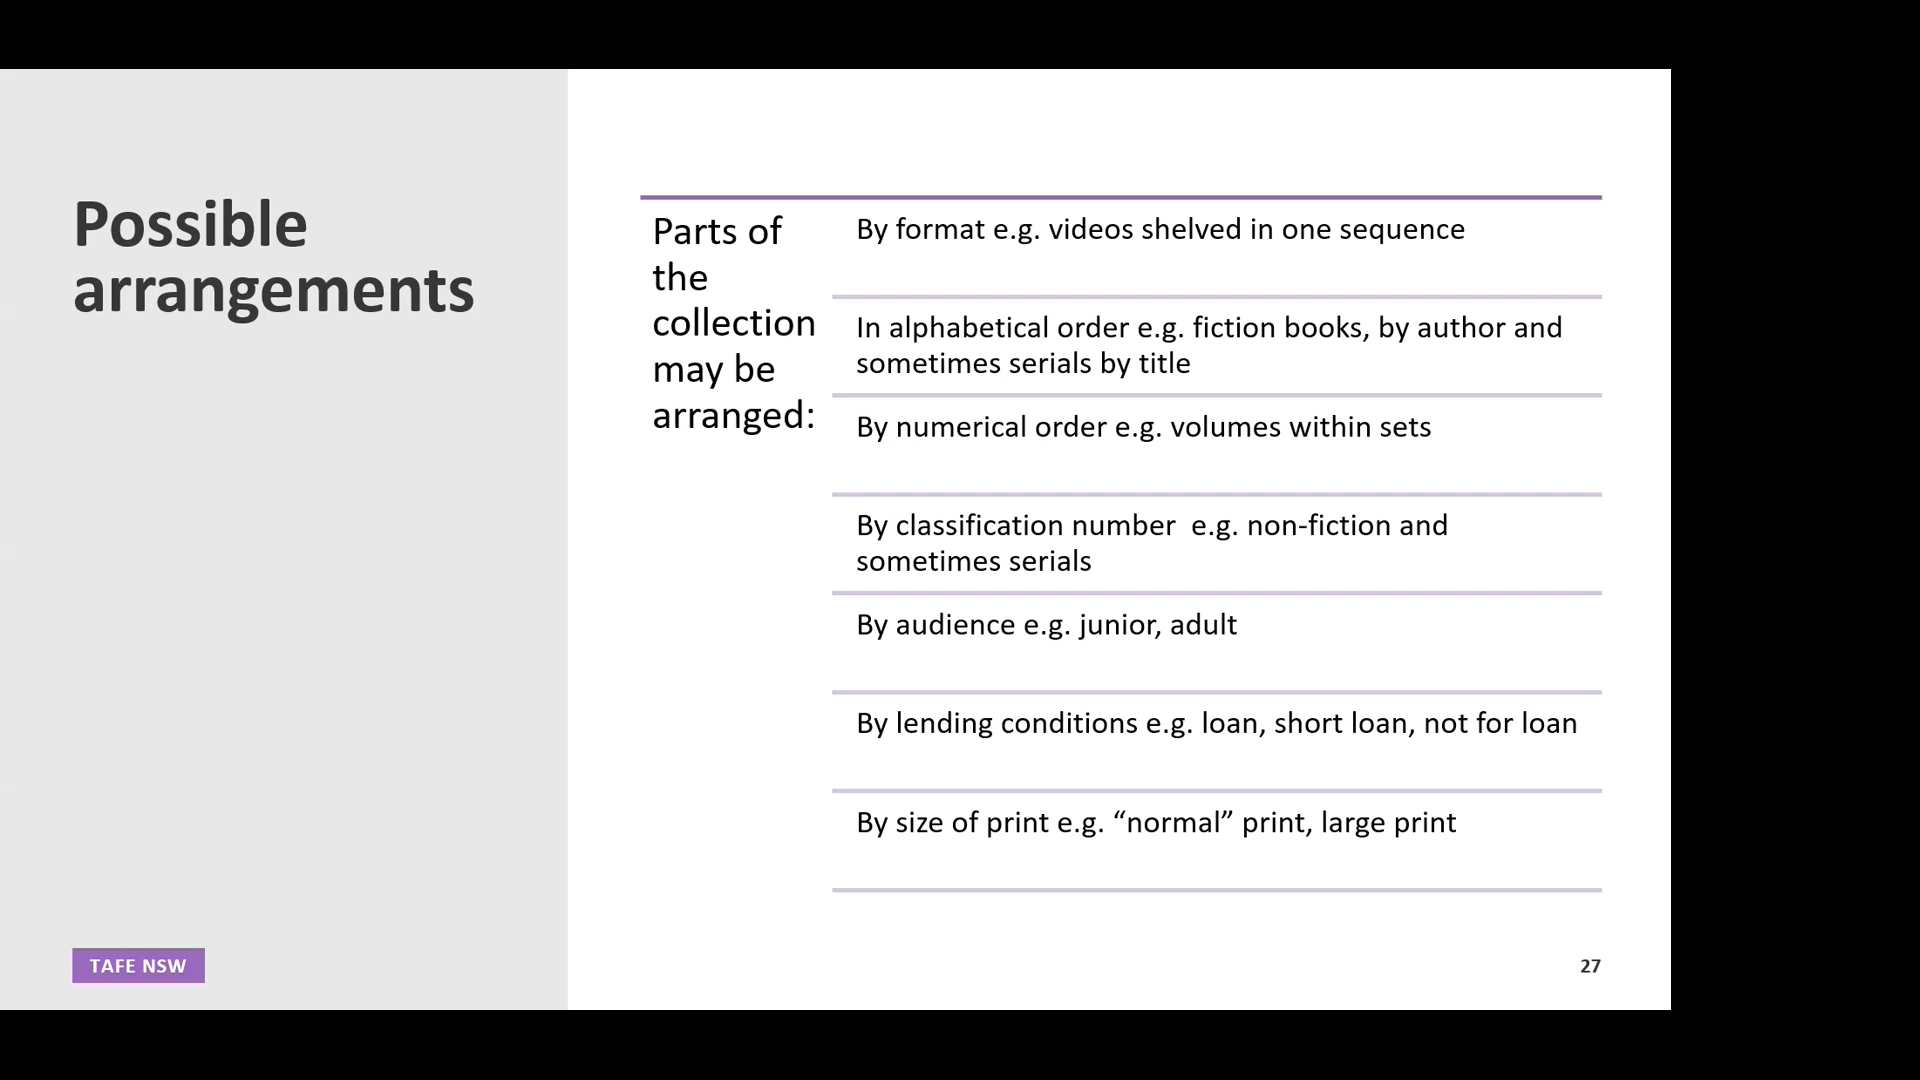 Possible
arrangements
Parts of
the
collection
may be
arranged:
By format e.g. videos shelved in one sequence
In alphabetical order e.g. fiction books, by author and
sometimes serials by title
By numerical order e.g. volumes within sets
By classification number  e.g. non-fiction and
sometimes serials
By audience e.g. junior, adult
By lending conditions e.g. loan, short loan, not for loan
By size of print e.g. “normal” print, large print
TAFE NSW
27